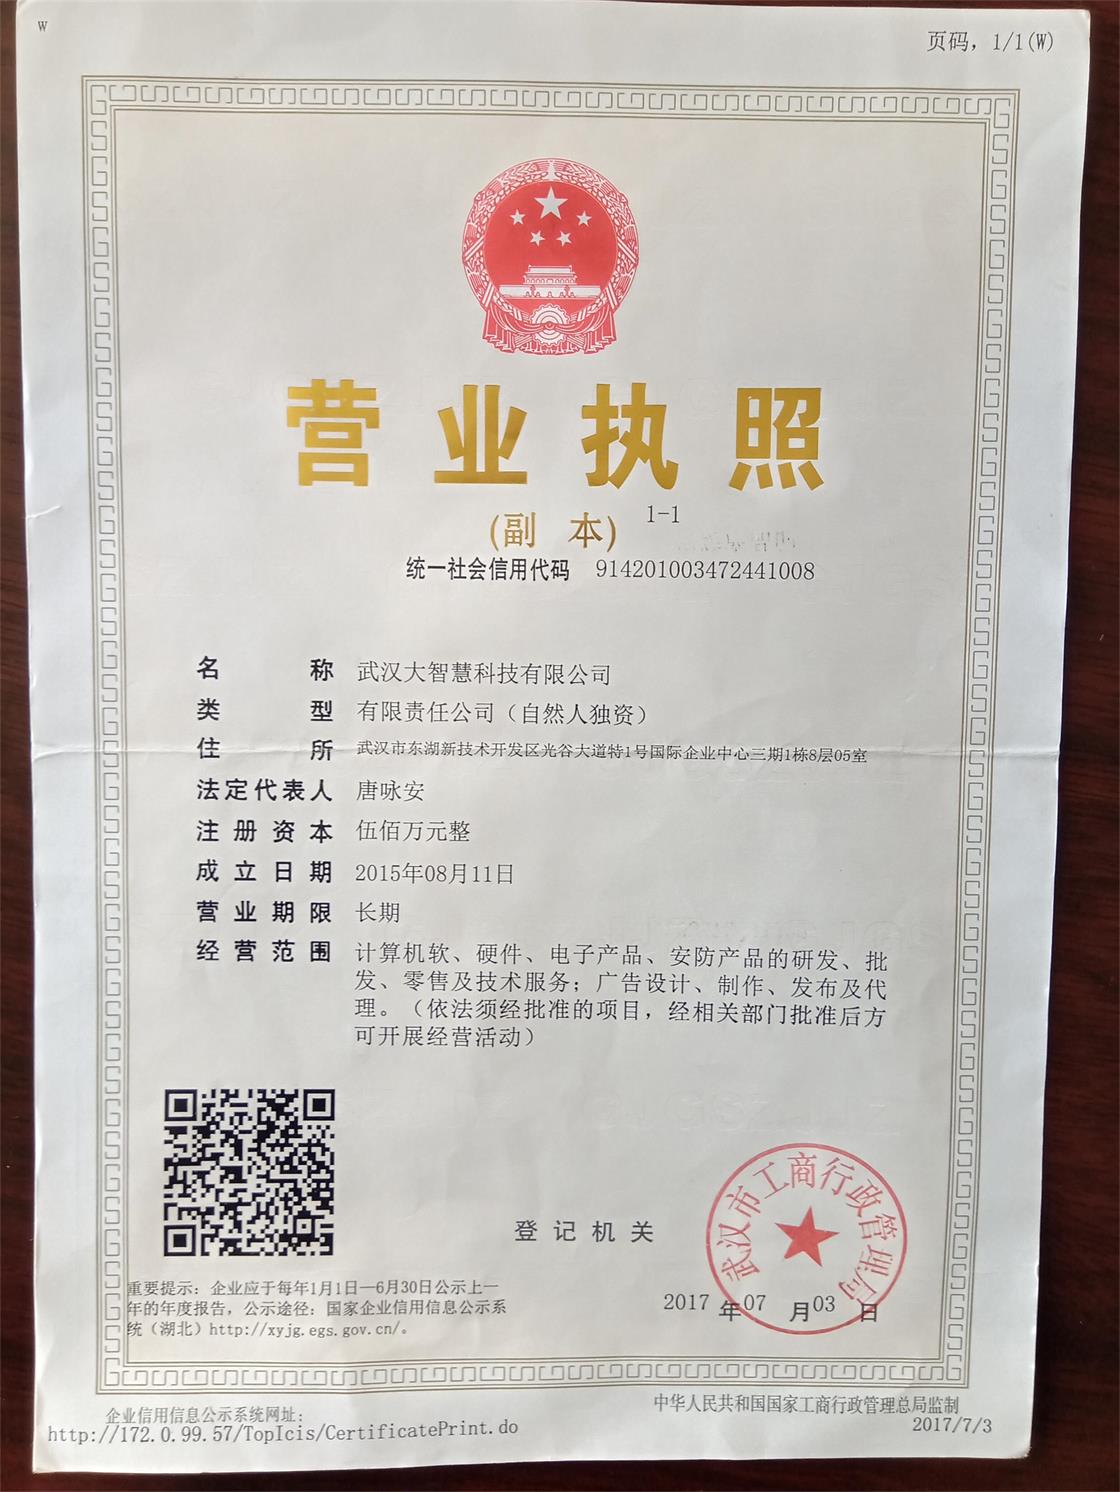 W
页码，1/1(W)
营业执照
(副 本) 1-1
统一社会信用代码 914201003472441008
名称 武汉大智慧科技有限公司
类型 有限责任公司（自然人独资）
住所 武汉市东湖新技术开发区光谷大道特1号国际企业中心三期1栋8层05室
法定代表人 唐咏安
注册资本 伍佰万元整
成立日期 2015年08月11日
营业期限 长期
经营范围 计算机软、硬件、电子产品、安防产品的研发、批
发、零售及技术服务；广告设计、制作、发布及代
理。（依法须经批准的项目，经相关部门批准后方
可开展经营活动）
武汉市工商行政管理局
登记机关
2017年07月03日
重要提示：企业应于每年1月1日—6月30日公示上一
年的年度报告，公示途径：国家企业信用信息公示系
统（湖北）http://xyjg.egs.gov.cn/。
企业信用信息公示系统网址：
http://172.0.99.57/TopIcis/CertificatePrint.do
中华人民共和国国家工商行政管理总局监制
2017/7/3